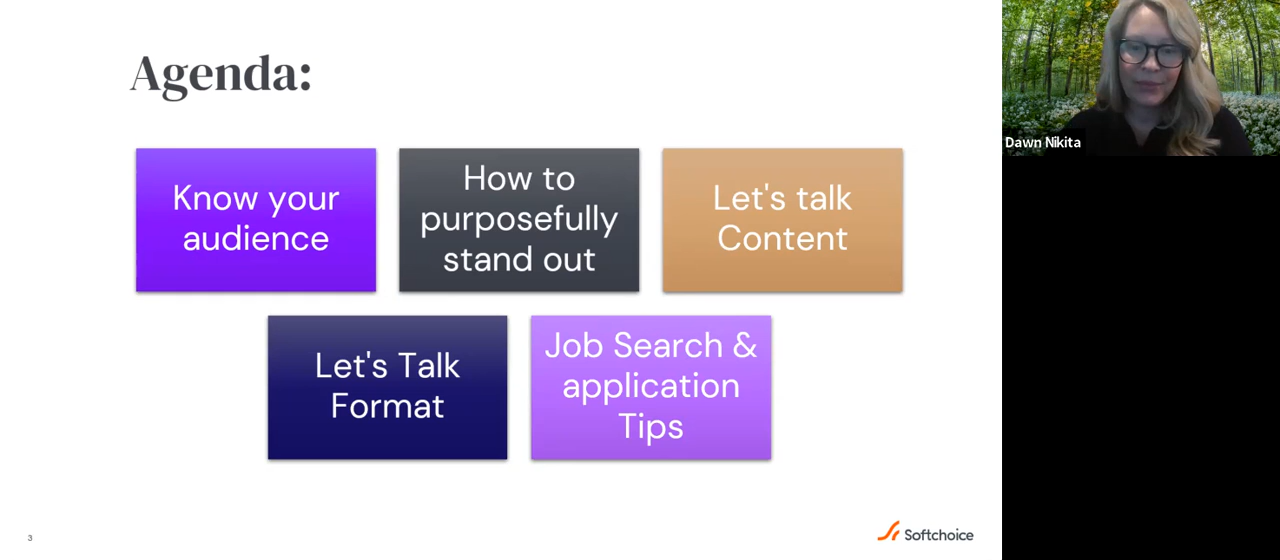 Agenda:
Know your
audience
How to
purposefully
stand out
Let's talk
Content
Let's Talk
Format
Job Search &
application
Tips
3
Softchoice
Dawn Nikita